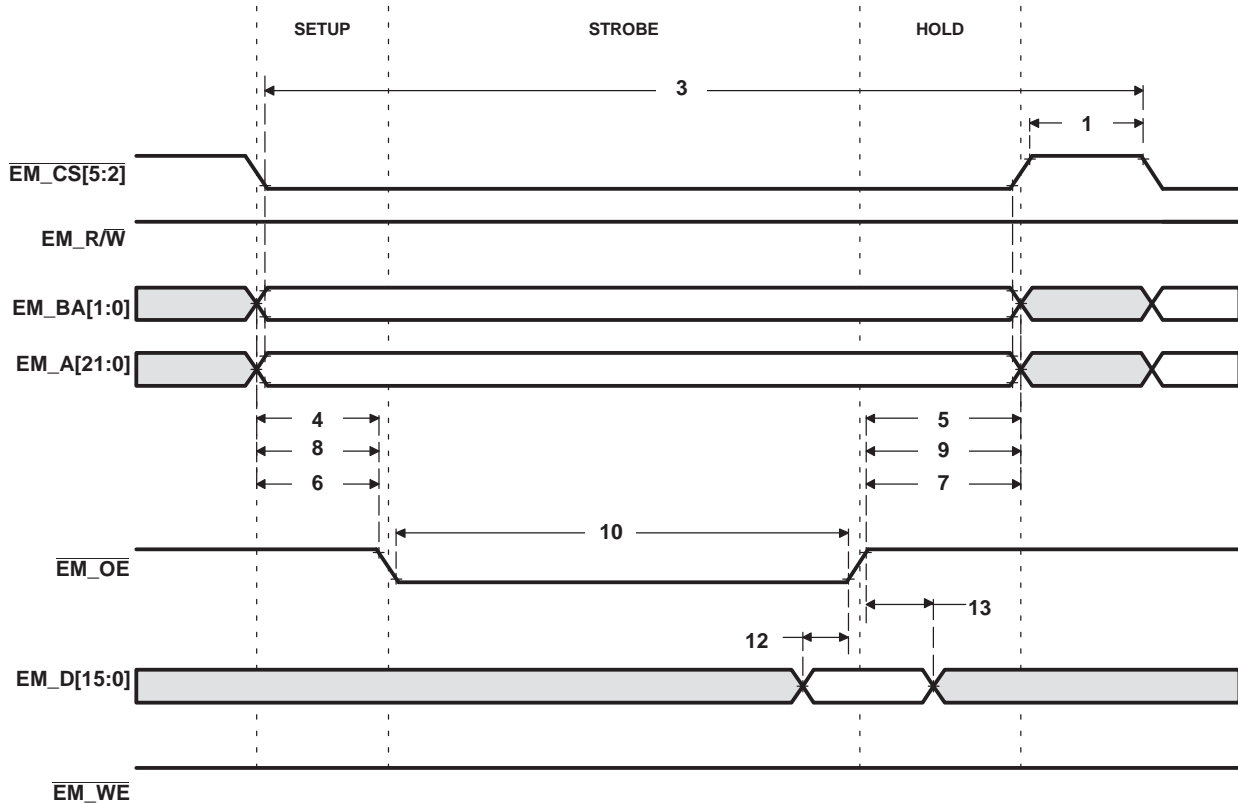 SETUP STROBE HOLD
3
1
EM_CS[5:2]
EM_R/W
EM_BA[1:0]
EM_A[21:0]
4 5
8 9
6 7
10
EM_OE
13
12
EM_D[15:0]
EM_WE